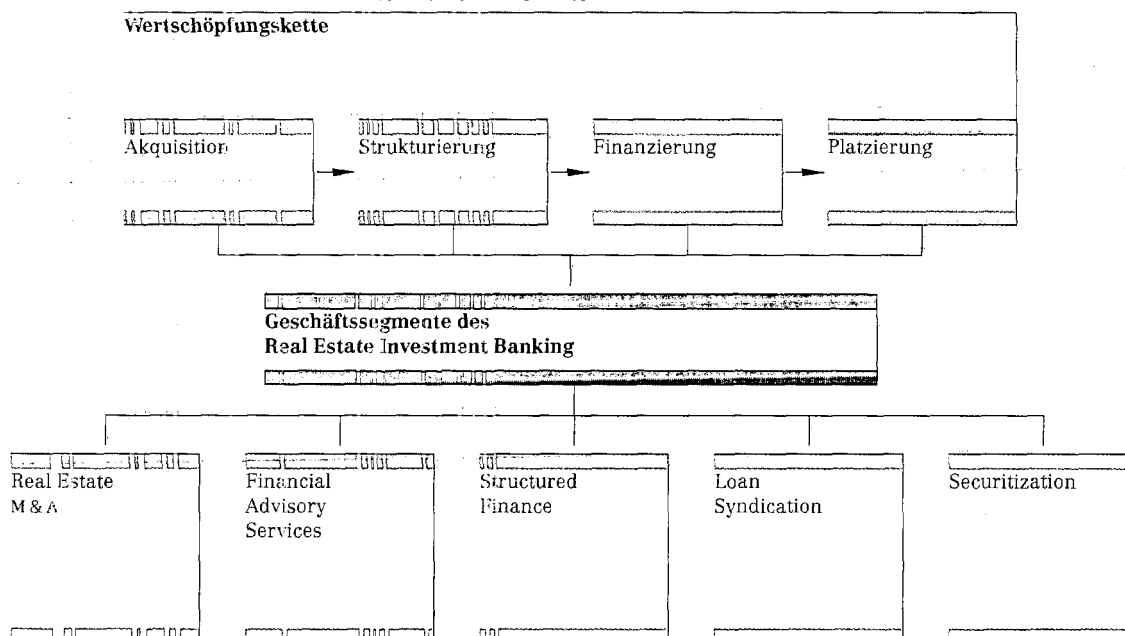 Wertschöpfungskette
Akquisition
Strukturierung
Finanzierung
Platzierung
Geschäftssegmente des
Real Estate Investment Banking
Real Estate
M & A
Financial
Advisory
Services
Structured
Finance
Loan
Syndication
Securitization